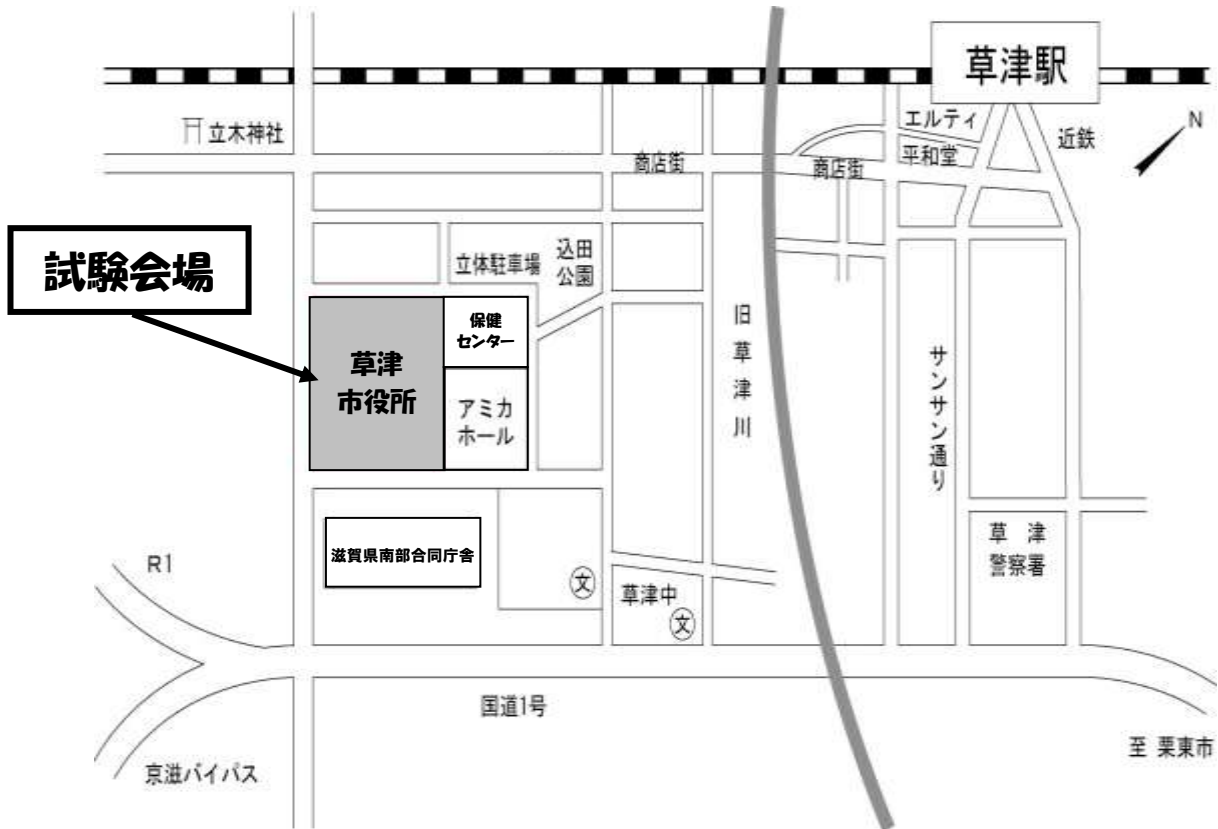 草津駅
N
エルティ
近鉄
立木神社
商店街
商店街
平和堂
試験会場
立体駐車場
込田
公園
保健
センター
草津
市役所
アミカ
ホール
旧草津川
サンサン通り
滋賀県南部合同庁舎
草津
警察署
R1
文
草津中
文
国道1号
至 栗東市
京滋バイパス